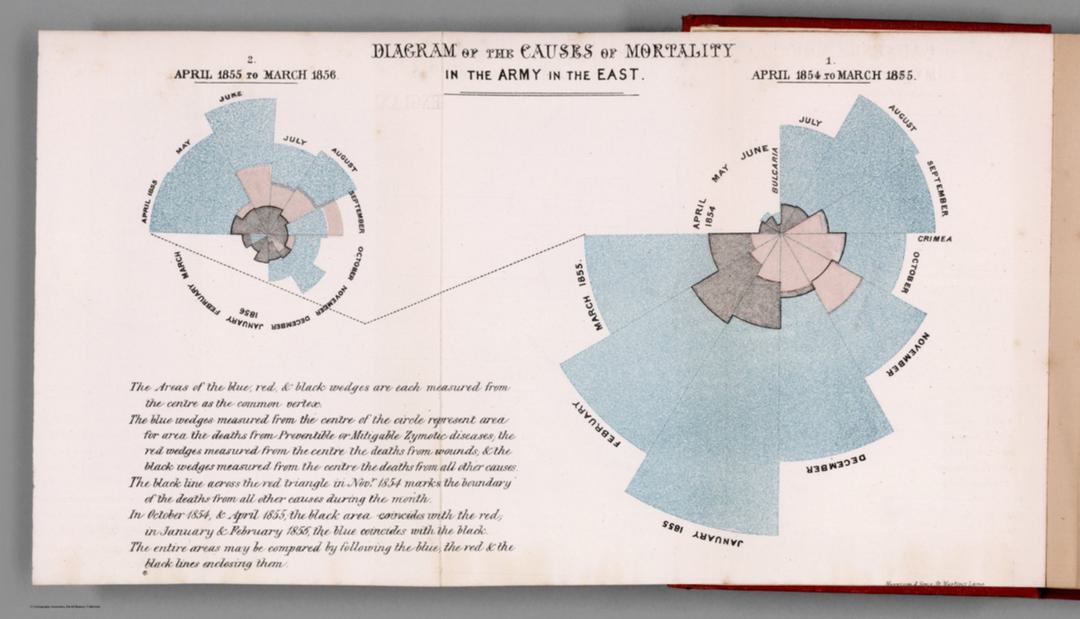 DIAGRAM OF THE CAUSES OF MORTALITY
IN THE ARMY IN THE EAST.
2.
APRIL 1855 TO MARCH 1856.
JUNE
MAY
JULY
AUGUST
APRIL 1855
SEPTEMBER
OCTOBER
NOVEMBER
DECEMBER
JANUARY
1856
FEBRUARY
MARCH
1.
APRIL 1854 TO MARCH 1855.
JULY
AUGUST
JUNE
MAY
BULGARIA
APRIL
1854
SEPTEMBER
CRIMEA
OCTOBER
NOVEMBER
DECEMBER
JANUARY 1855
FEBRUARY
MARCH 1855.
The Areas of the blue, red, & black wedges are each measured from
the centre as the common vertex.
The blue wedges measured from the centre of the circle represent area
for area the deaths from Preventible or Mitigable Zymotic diseases, the
red wedges measured from the centre the deaths from wounds, & the
black wedges measured from the centre the deaths from all other causes.
The black line across the red triangle in Novr. 1854 marks the boundary
of the deaths from all other causes during the month.
In October 1854, & April 1855, the black area coincides with the red,
in January & February 1856, the blue coincides with the black.
The entire areas may be compared by following the blue, the red & the
black lines enclosing them.